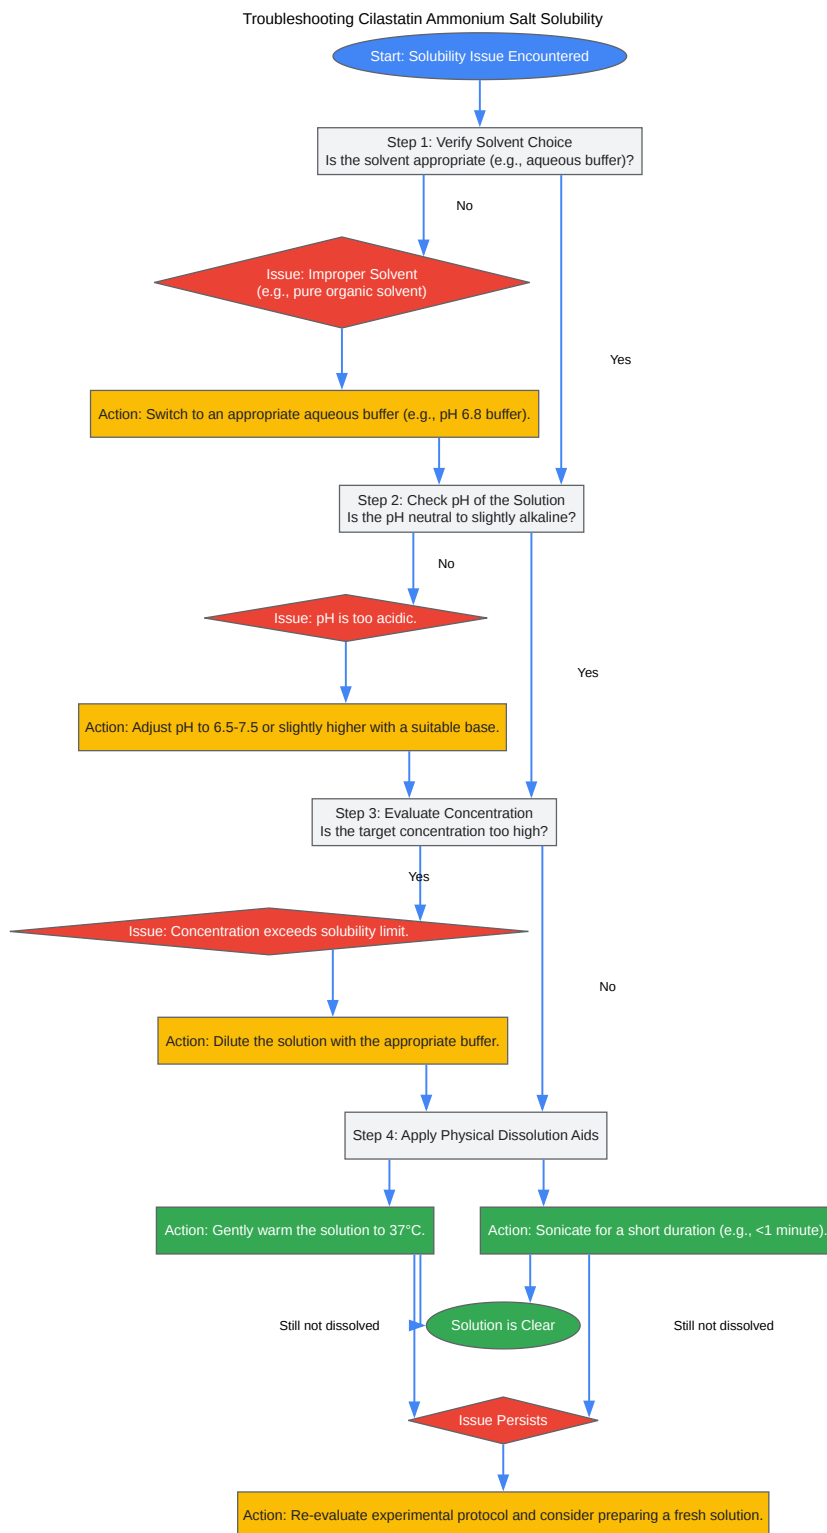 Troubleshooting Cilastatin Ammonium Salt Solubility
Start: Solubility Issue Encountered
Step 1: Verify Solvent Choice
Is the solvent appropriate (e.g., aqueous buffer)?
No
Issue: Improper Solvent
(e.g., pure organic solvent)
Yes
Action: Switch to an appropriate aqueous buffer (e.g., pH 6.8 buffer).
Step 2: Check pH of the Solution
Is the pH neutral to slightly alkaline?
No
Issue: pH is too acidic.
Yes
Action: Adjust pH to 6.5-7.5 or slightly higher with a suitable base.
Step 3: Evaluate Concentration
Is the target concentration too high?
Yes
Issue: Concentration exceeds solubility limit.
No
Action: Dilute the solution with the appropriate buffer.
Step 4: Apply Physical Dissolution Aids
Action: Gently warm the solution to 37°C.
Action: Sonicate for a short duration (e.g., <1 minute).
Still not dissolved
Solution is Clear
Still not dissolved
Issue Persists
Action: Re-evaluate experimental protocol and consider preparing a fresh solution.